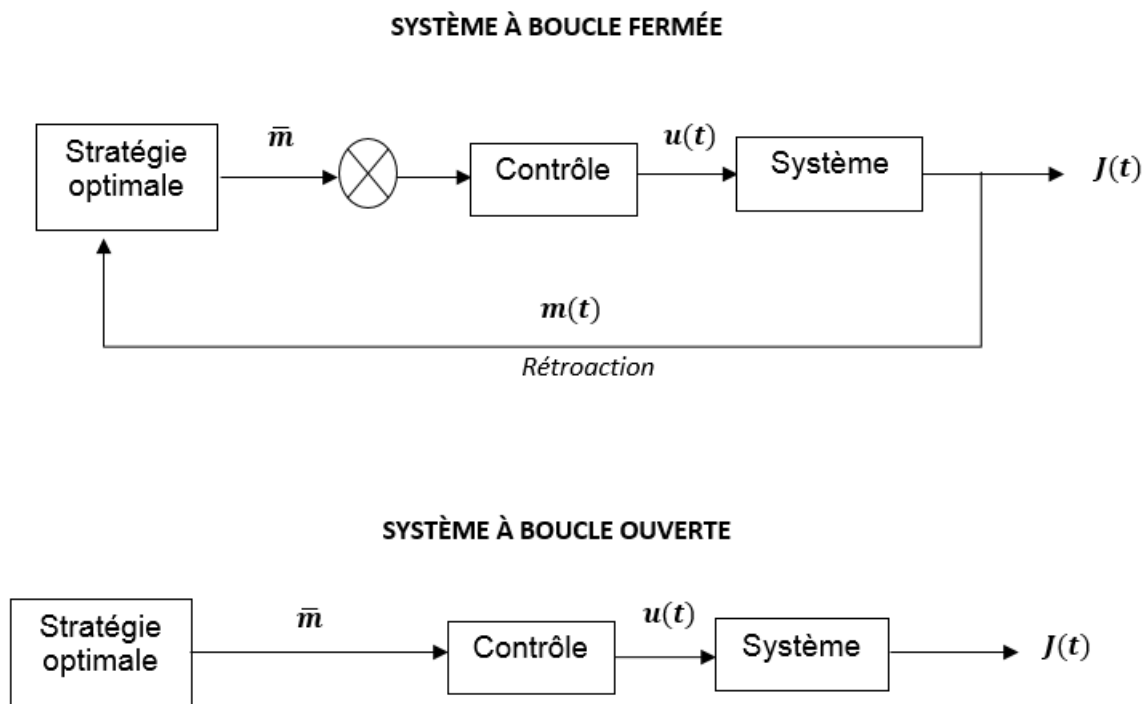 SYSTÈME À BOUCLE FERMÉE
Stratégie
optimale
m̅
Contrôle
u(t)
Système
J(t)
m(t)
Rétroaction
SYSTÈME À BOUCLE OUVERTE
Stratégie
optimale
m̅
Contrôle
u(t)
Système
J(t)